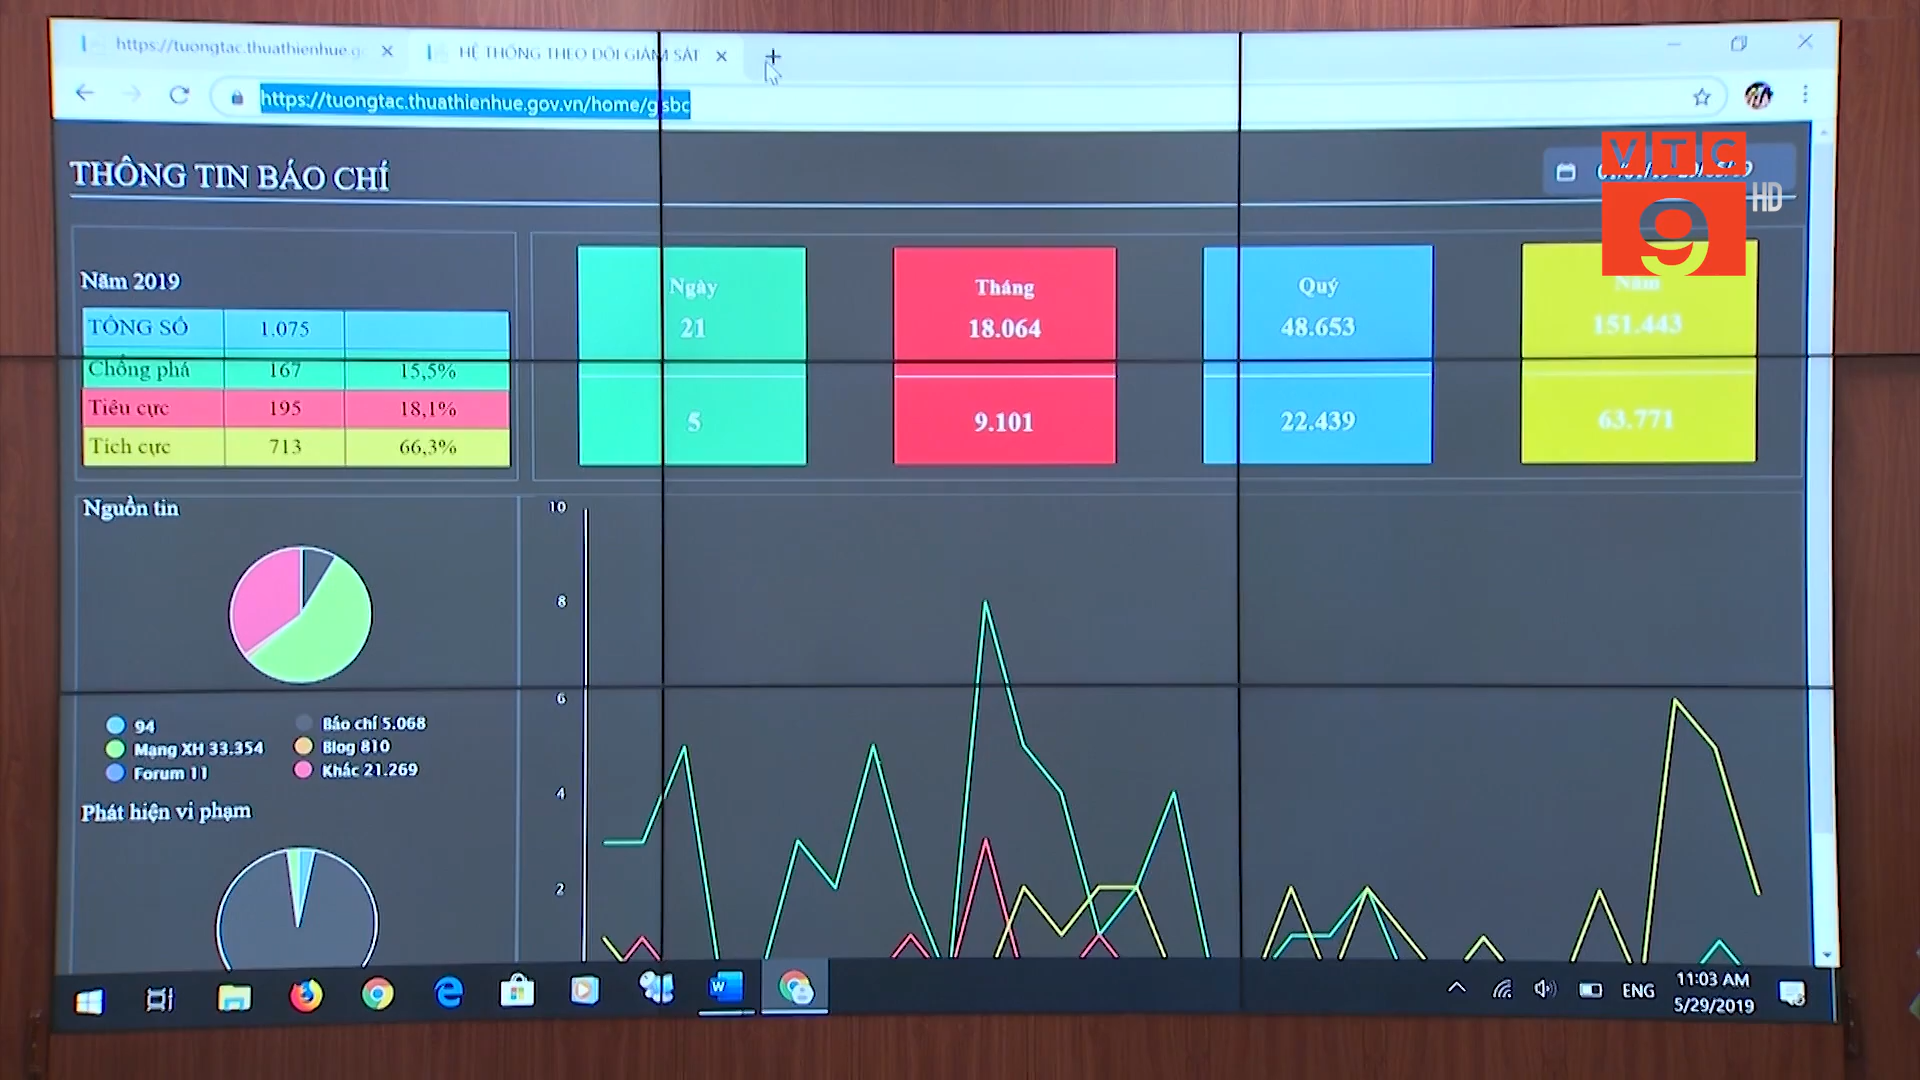 https://tuongtac.thuathienhue.g
HỆ THỐNG THEO DÕI GIÁM SÁT
https://tuongtac.thuathienhue.gov.vn/home/gisbc
THÔNG TIN BÁO CHÍ
VTC
9
HD
Năm 2019
TỔNG SỐ 1.075
Chống phá 167 15,5%
Tiêu cực 195 18,1%
Tích cực 713 66,3%
Ngày
21
5
Tháng
18.064
9.101
Quý
48.653
22.439
Năm
151.443
63.771
Nguồn tin
94
Báo chí 5.068
Mạng XH 33.354
Blog 810
Forum 11
Khác 21.269
Phát hiện vi phạm
10
8
6
4
2
ENG
11:03 AM
5/29/2019